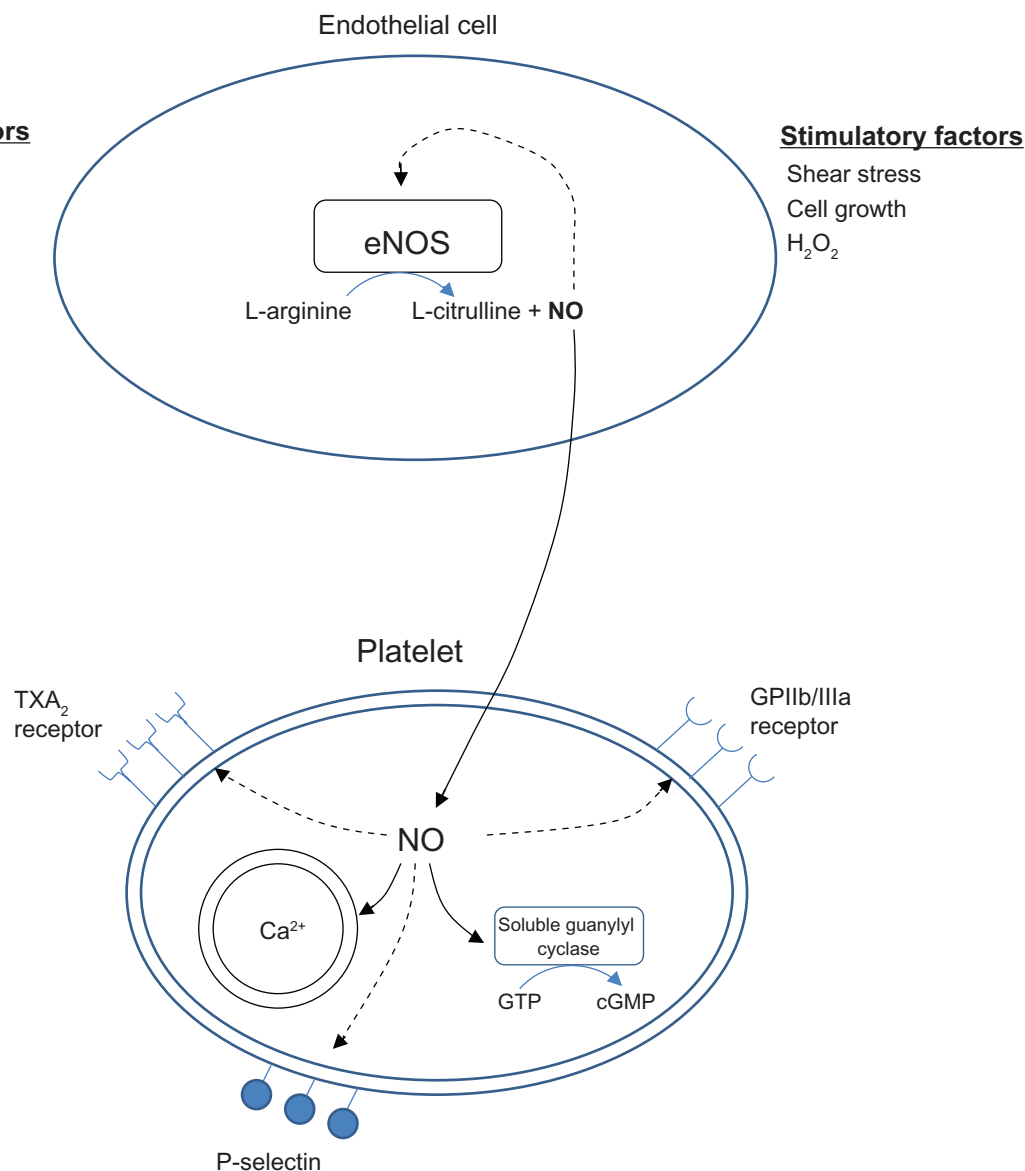 Endothelial cell
ors
Stimulatory factors
Shear stress
Cell growth
H₂O₂
eNOS
L-arginine
L-citrulline + NO
Platelet
TXA₂
receptor
GPIIb/IIIa
receptor
NO
Ca²⁺
Soluble guanylyl
cyclase
GTP
cGMP
P-selectin